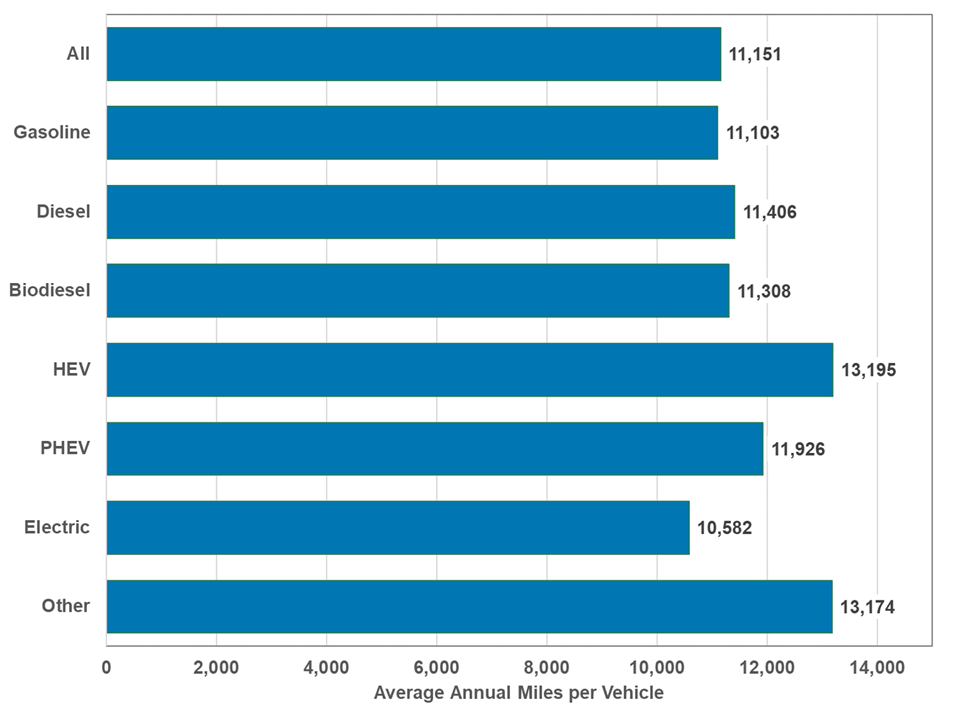 All 11,151
Gasoline 11,103
Diesel 11,406
Biodiesel 11,308
HEV 13,195
PHEV 11,926
Electric 10,582
Other 13,174
0 2,000 4,000 6,000 8,000 10,000 12,000 14,000
Average Annual Miles per Vehicle